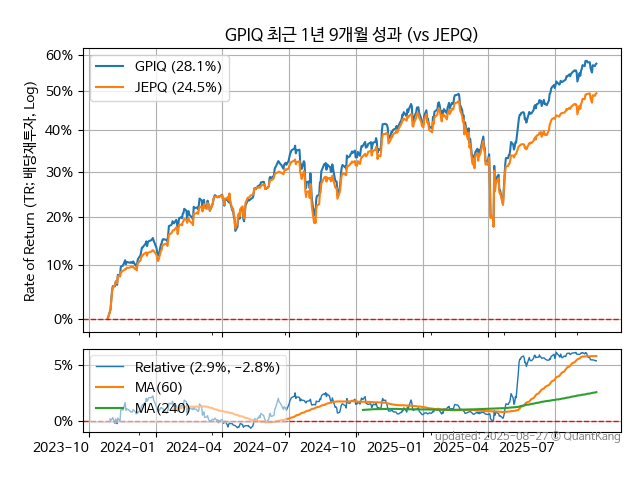 GPIQ 최근 1년 9개월 성과 (vs JEPQ)
Rate of Return (TR: 배당재투자, Log)
60%
50%
40%
30%
20%
10%
0%
GPIQ (28.1%)
JEPQ (24.5%)
5%
0%
Relative (2.9%, −2.8%)
MA(60)
MA(240)
2023−10 2024−01 2024−04 2024−07 2024−10 2025−01 2025−04 2025−07
updated: 2025-08-27 © QuantKang